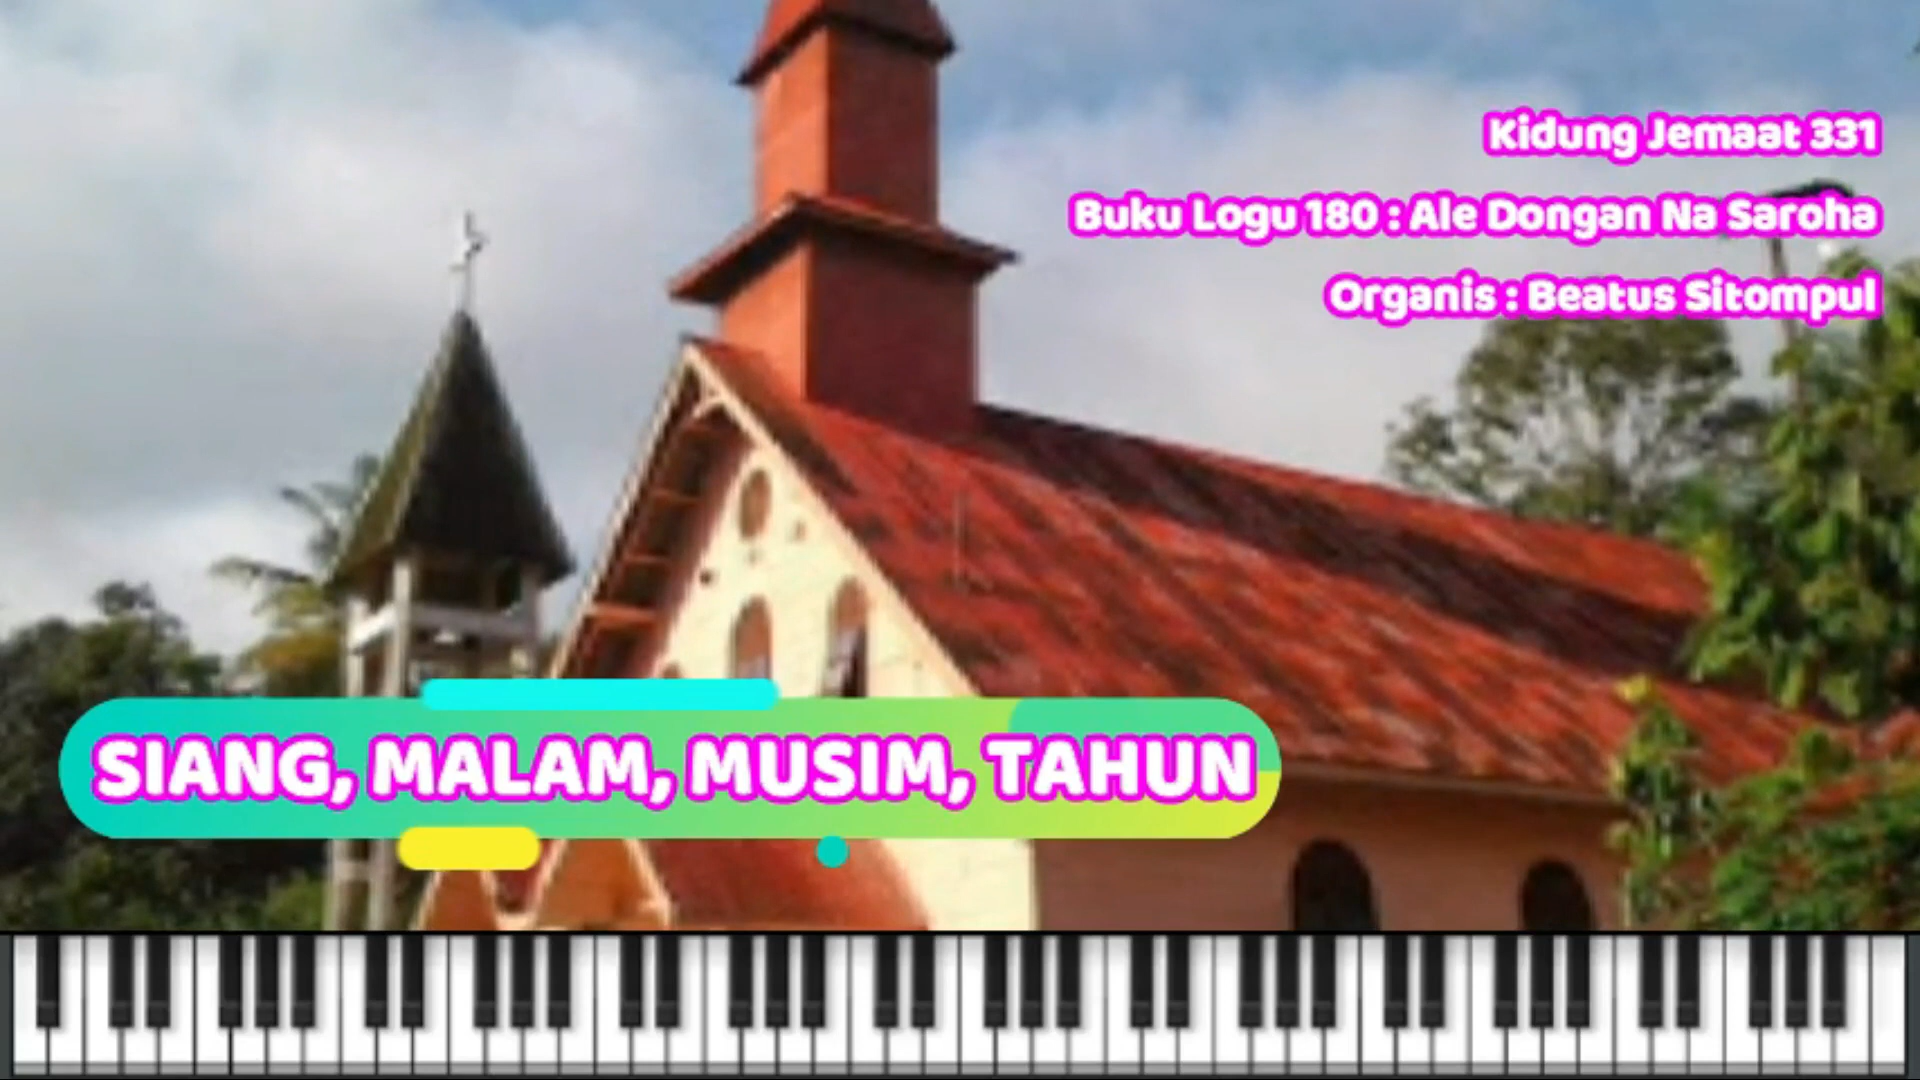 Kidung Jemaat 331
Buku Logu 180 : Ale Dongan Na Saroha
Organis : Beatus Sitompul
SIANG, MALAM, MUSIM, TAHUN